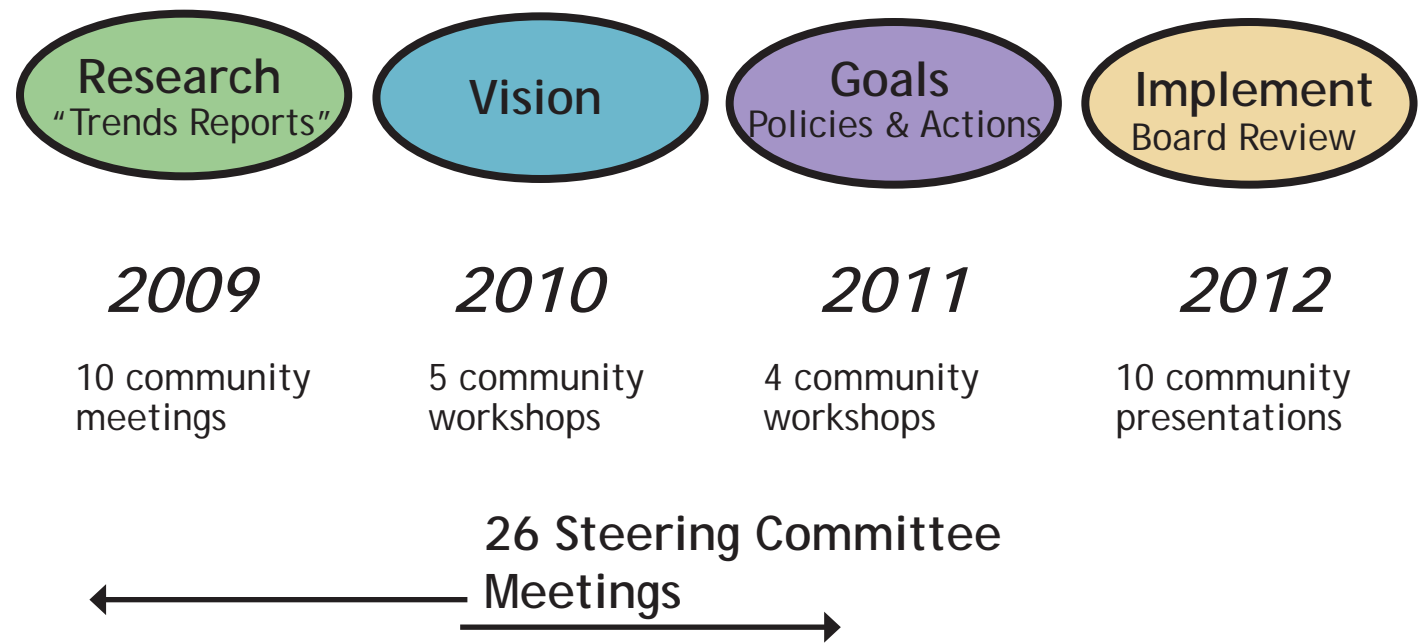 Research
“Trends Reports”
Vision
Goals
Policies & Actions
Implement
Board Review
2009
2010
2011
2012
10 community
meetings
5 community
workshops
4 community
workshops
10 community
presentations
26 Steering Committee
Meetings